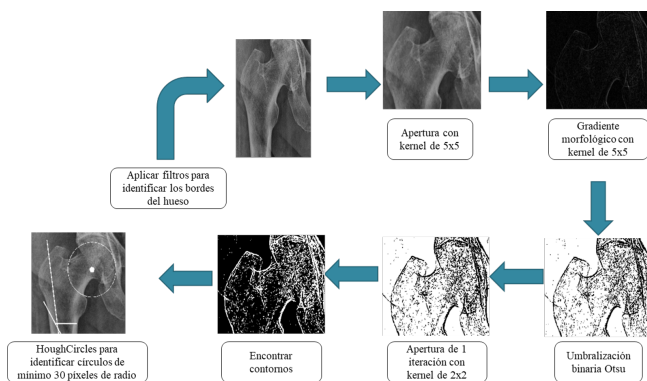 Aplicar filtros para
identificar los bordes
del hueso
Apertura con
kernel de 5x5
Gradiente
morfológico con
kernel de 5x5
Umbralización
binaria Otsu
Apertura de 1
iteración con
kernel de 2x2
Encontrar
contornos
HoughCircles para
identificar círculos de
mínimo 30 píxeles de radio